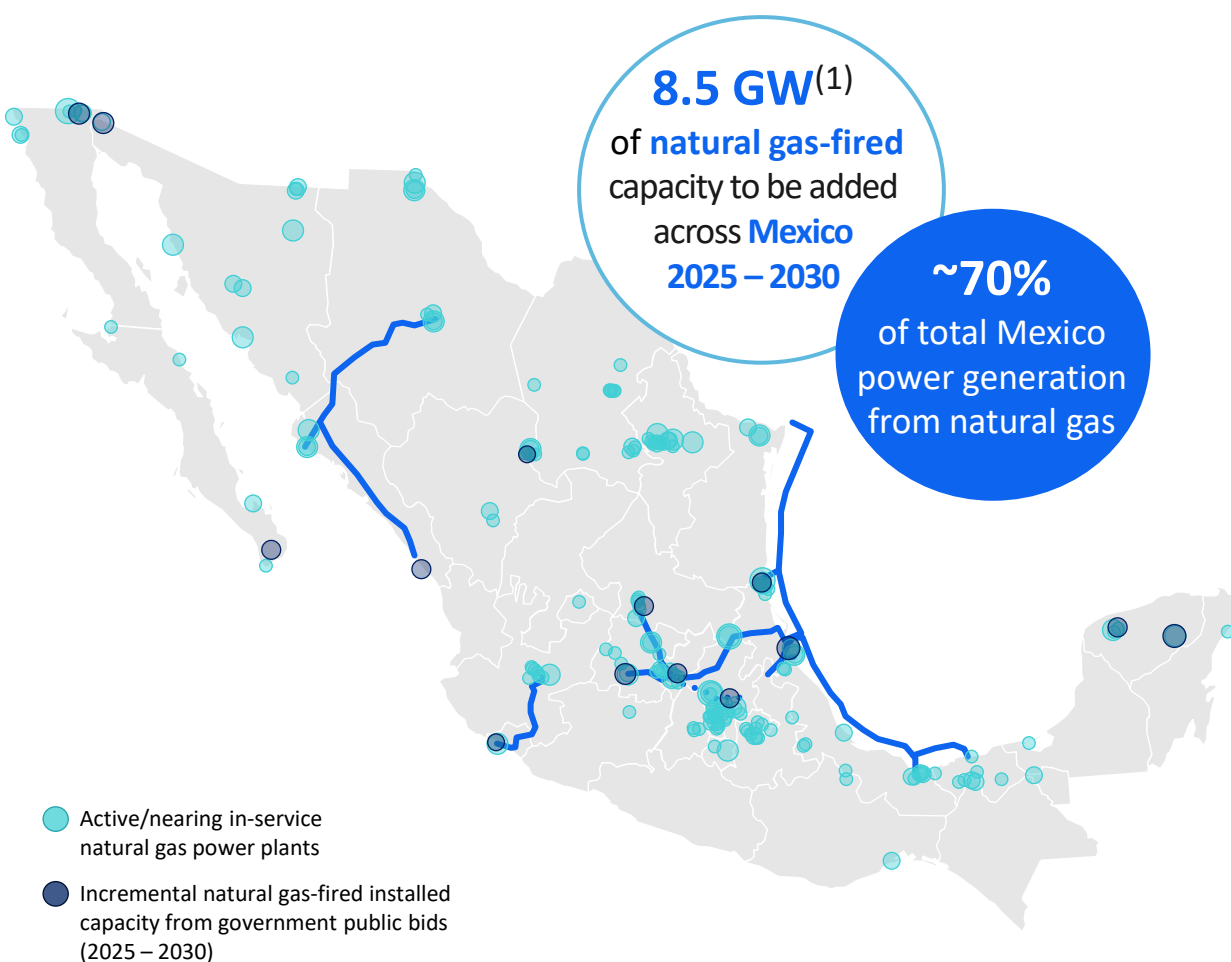 8.5 GW(1)
of natural gas-fired
capacity to be added
across Mexico
2025 – 2030
~70%
of total Mexico
power generation
from natural gas
Active/nearing in-service
natural gas power plants
Incremental natural gas-fired installed
capacity from government public bids
(2025 – 2030)